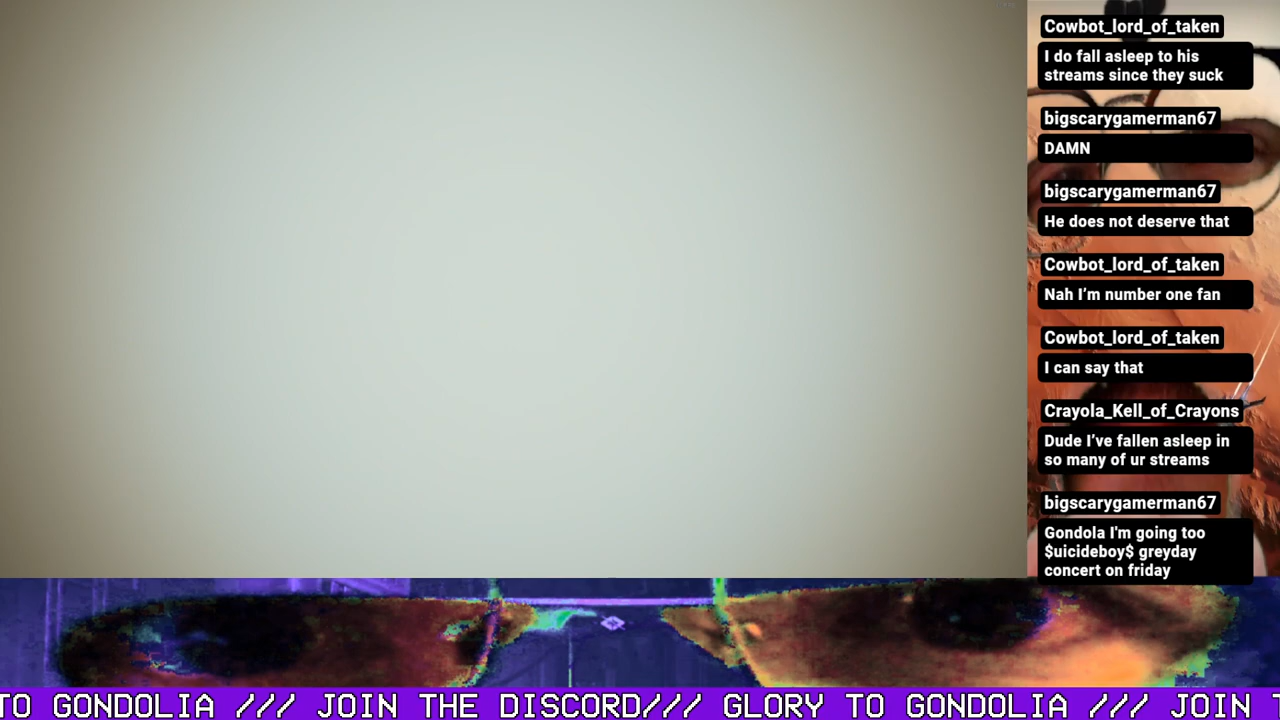 Cowbot_lord_of_taken
I do fall asleep to his
streams since they suck
bigscarygamerman67
DAMN
bigscarygamerman67
He does not deserve that
Cowbot_lord_of_taken
Nah I’m number one fan
Cowbot_lord_of_taken
I can say that
Crayola_Kell_of_Crayons
Dude I’ve fallen asleep in
so many of ur streams
bigscarygamerman67
Gondola I'm going too
$uicideboy$ greyday
concert on friday
TO GONDOLIA /// JOIN THE DISCORD/// GLORY TO GONDOLIA /// JOIN